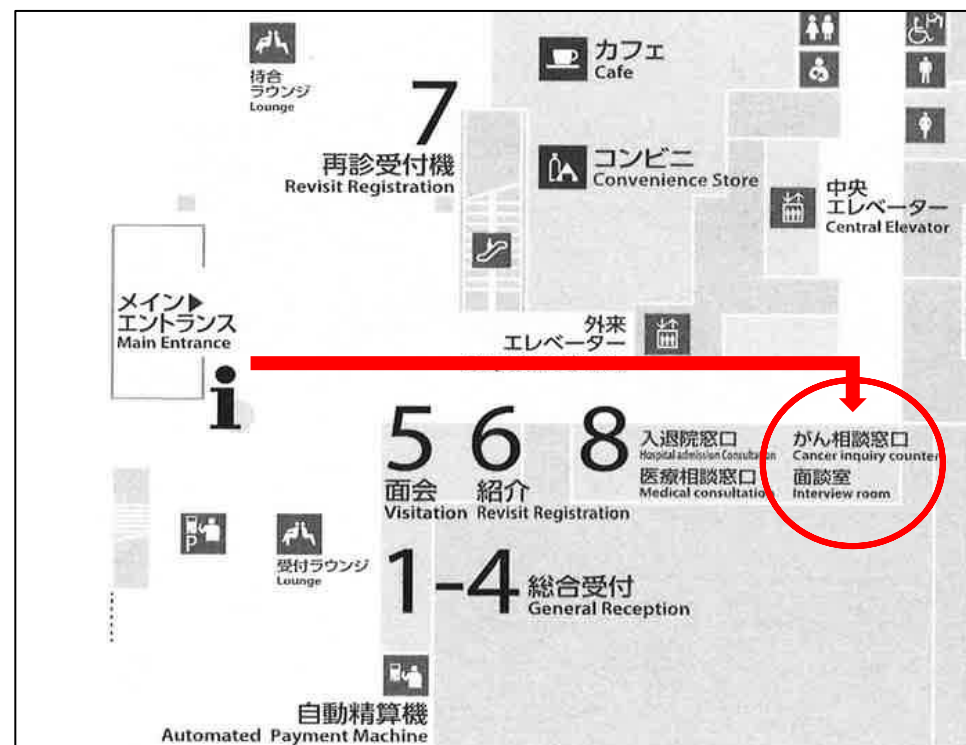 持合
ラウンジ
Lounge
7
再診受付機
Revisit Registration
カフェ
Cafe
コンビニ
Convenience Store
中央
エレベーター
Central Elevator
メイン▶
エントランス
Main Entrance
i
外来
エレベーター
5
面会
Visitation
6
紹介
Revisit Registration
8
入退院窓口
Hospital admission Consultation
医療相談窓口
Medical consultation
がん相談窓口
Cancer inquiry counter
面談室
Interview room
P
受付ラウンジ
Lounge
1-4
総合受付
General Reception
自動精算機
Automated Payment Machine